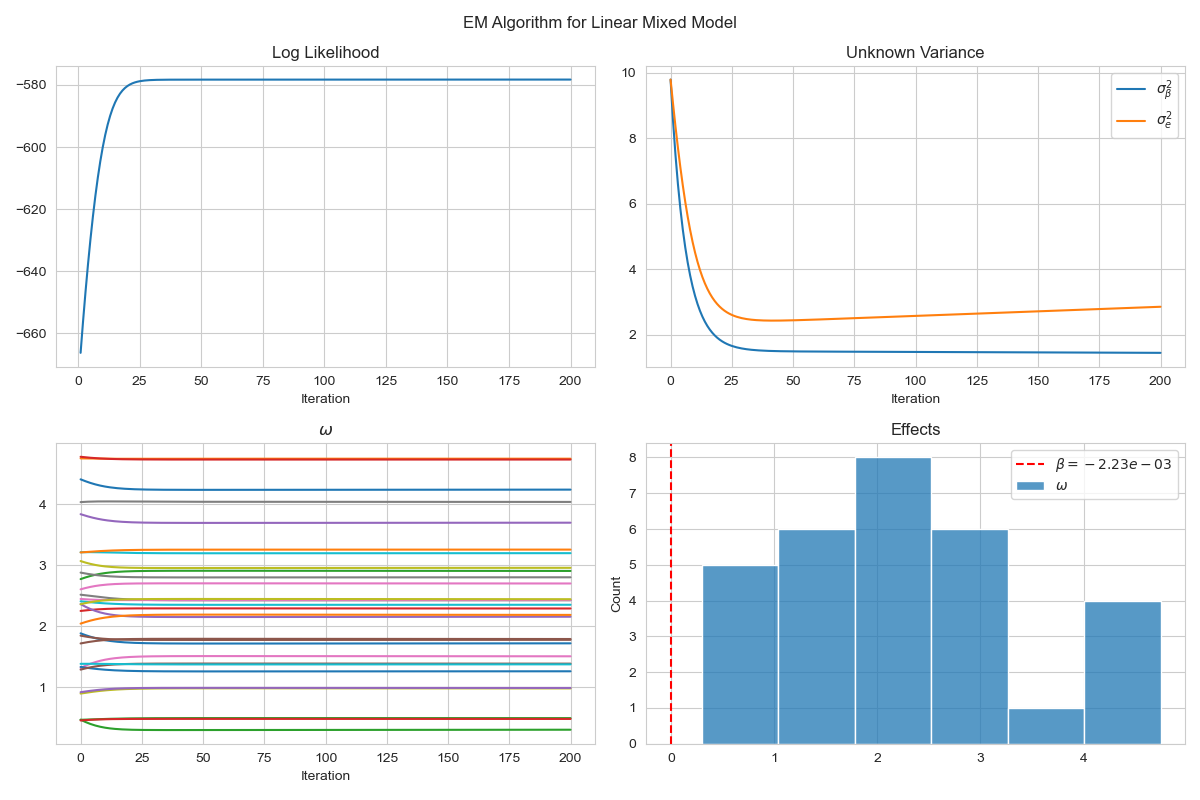 EM Algorithm for Linear Mixed Model
Log Likelihood
−580
−600
−620
−640
−660
0 25 50 75 100 125 150 175 200
Iteration
Unknown Variance
10
8
6
4
2
σ²_β
σ²_e
0 25 50 75 100 125 150 175 200
Iteration
ω
4
3
2
1
0 25 50 75 100 125 150 175 200
Iteration
Effects
Count
8
7
6
5
4
3
2
1
0
β = −2.23e − 03
ω
0 1 2 3 4